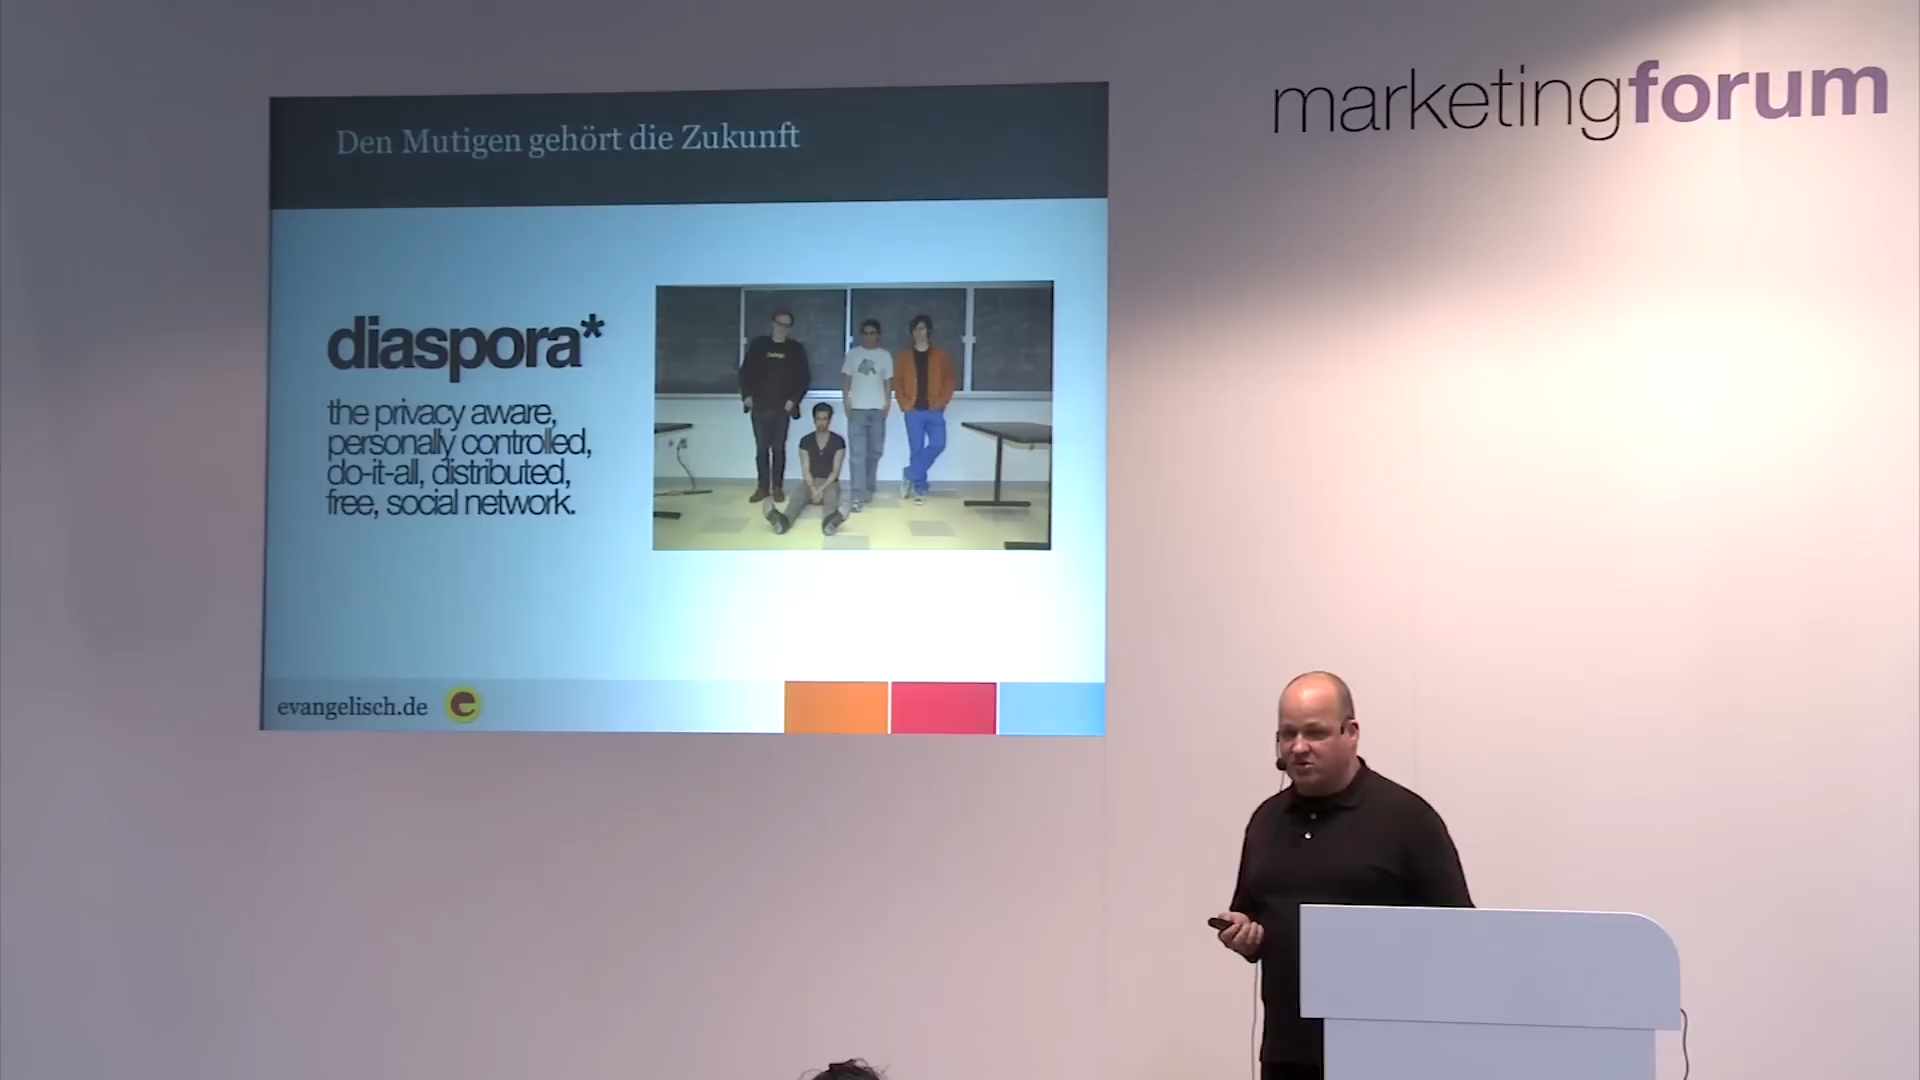 marketingforum
Den Mutigen gehört die Zukunft
diaspora*
the privacy aware,
personally controlled,
do-it-all, distributed,
free, social network.
evangelisch.de e